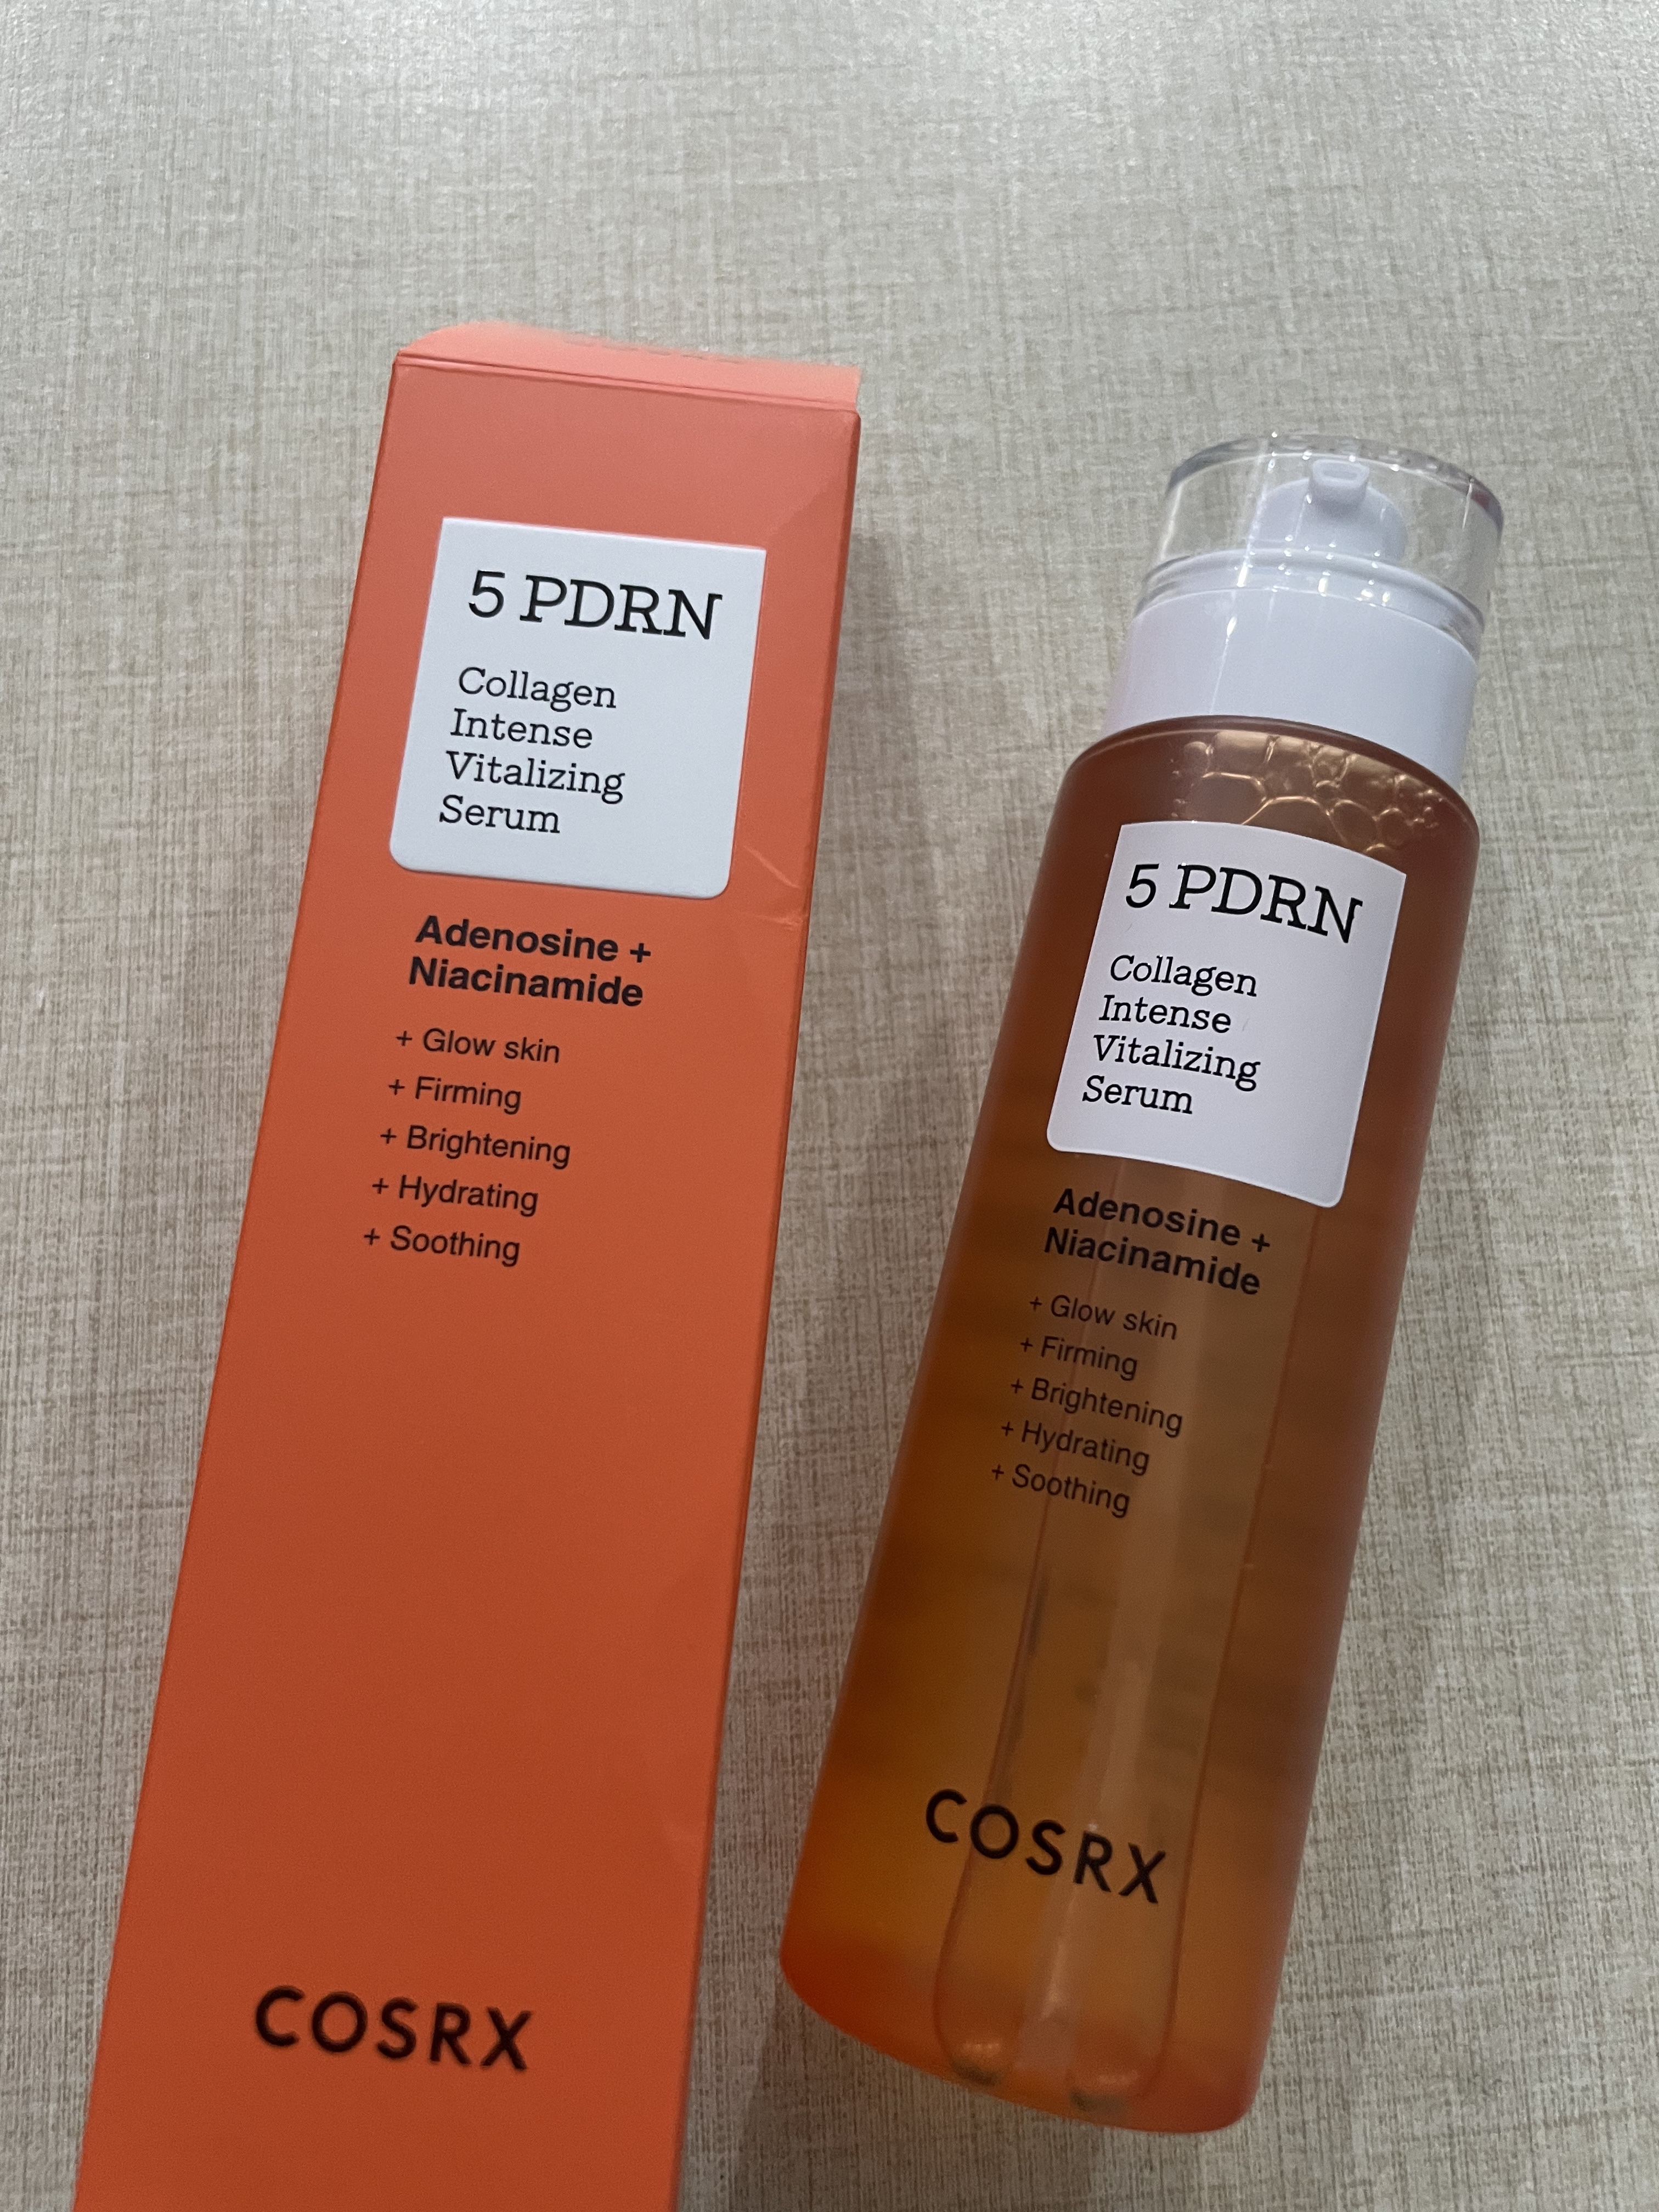 5 PDRN
Collagen
Intense
Vitalizing
Serum
Adenosine +
Niacinamide
+ Glow skin
+ Firming
+ Brightening
+ Hydrating
+ Soothing
COSRX
5 PDRN
Collagen
Intense
Vitalizing
Serum
Adenosine +
Niacinamide
+ Glow skin
+ Firming
+ Brightening
+ Hydrating
+ Soothing
COSRX